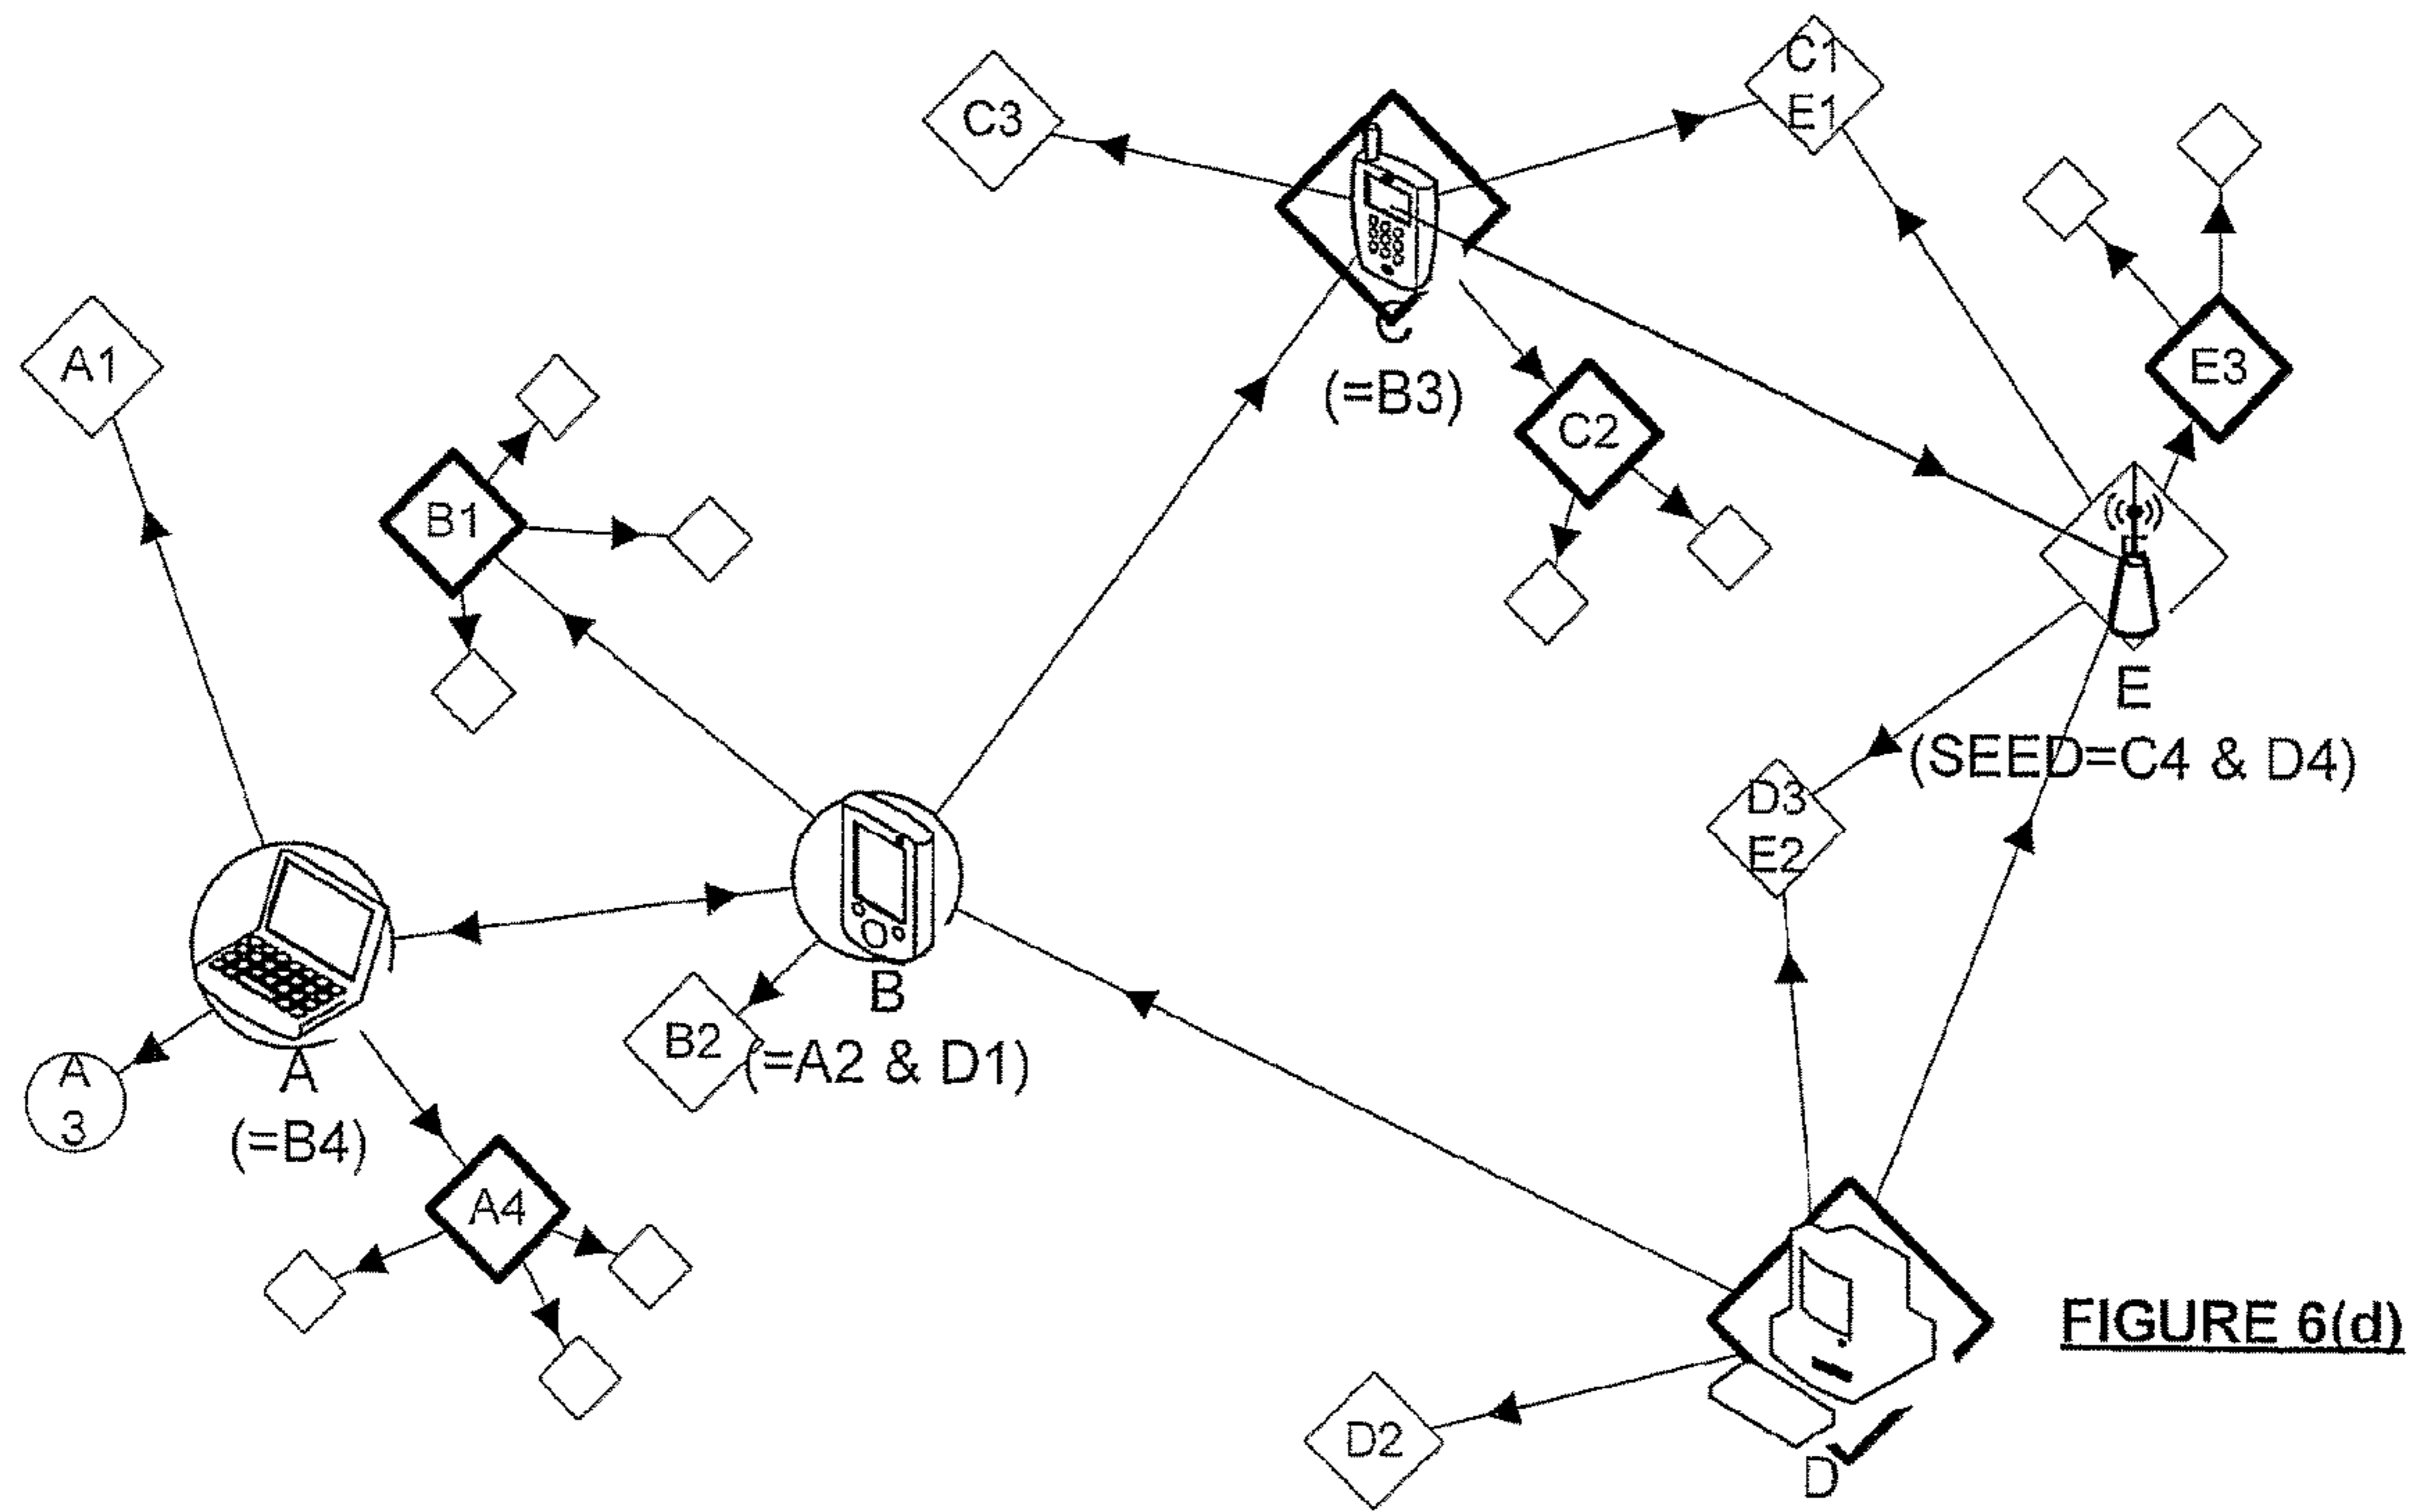 C1
E1
C3
C
(=B3)
A1
E3
C2
B1
E
(SEED=C4 & D4)
D3
E2
B
B2
(=A2 & D1)
A
3
A
(=B4)
A4
D2
D
FIGURE 6(d)